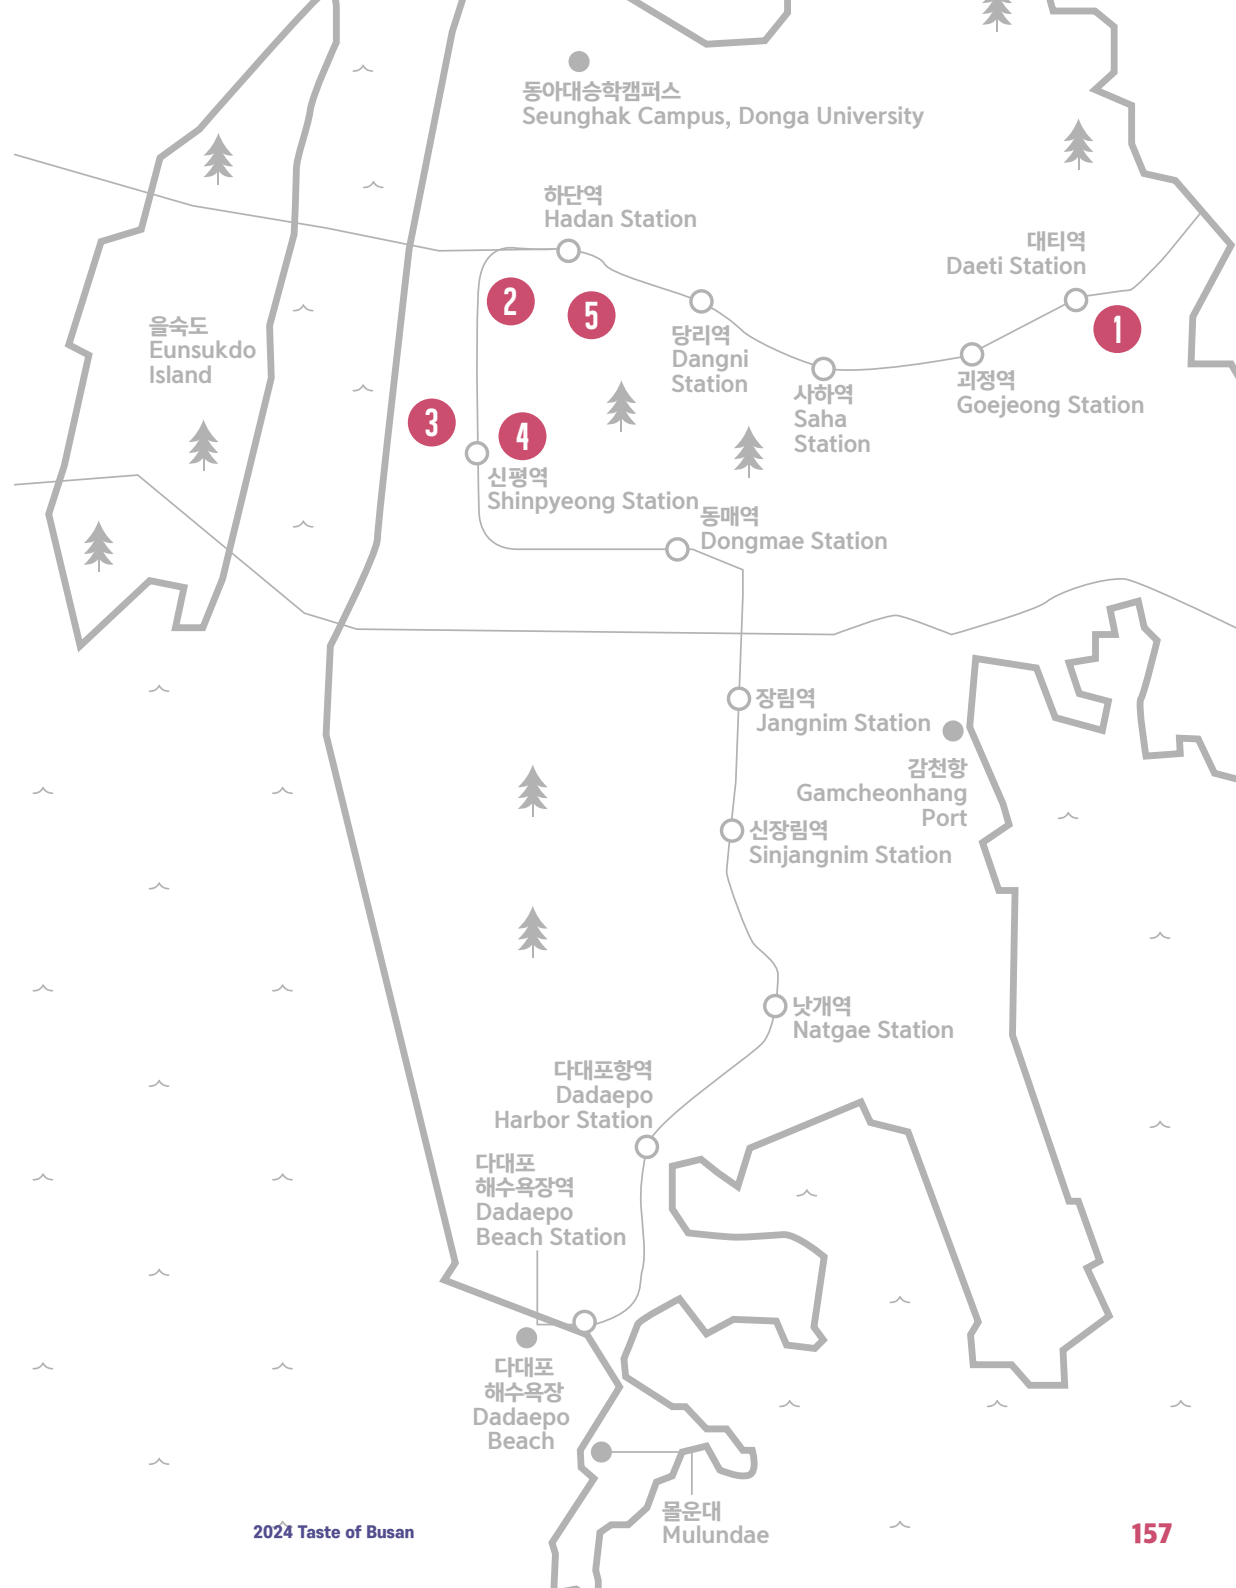 동아대승학캠퍼스
Seunghak Campus, Donga University
하단역
Hadan Station
대티역
Daeti Station
2
5
1
을숙도
Eunsukdo
Island
당리역
Dangni
Station
사하역
Saha
Station
괴정역
Goejeong Station
3
4
신평역
Shinpyeong Station
동매역
Dongmae Station
장림역
Jangnim Station
감천항
Gamcheonhang
Port
신장림역
Sinjangnim Station
낫개역
Natgae Station
다대포항역
Dadaepo
Harbor Station
다대포
해수욕장역
Dadaepo
Beach Station
다대포
해수욕장
Dadaepo
Beach
몰운대
Mulundae
2024 Taste of Busan
157